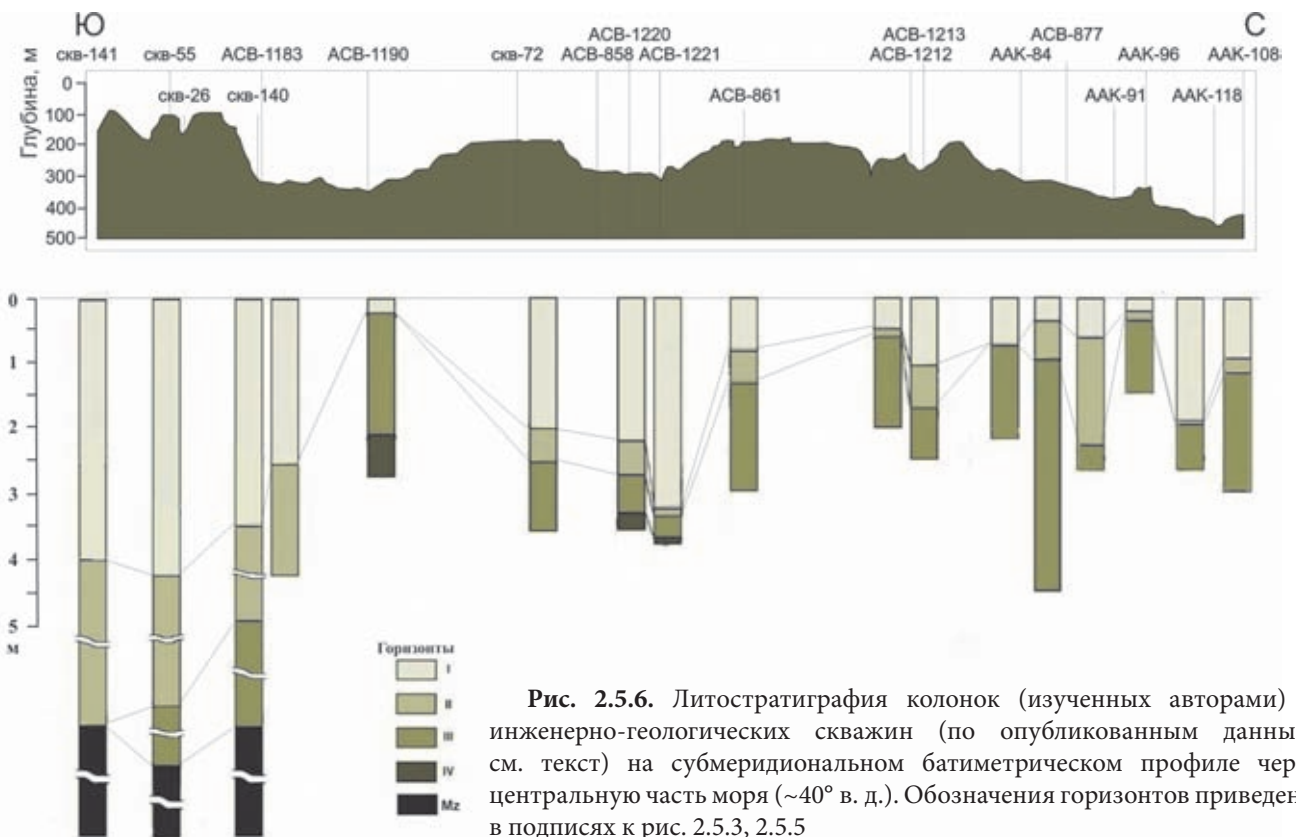 Ю С
АСВ-1220 АСВ-1213 АСВ-877
скв-141 скв-55 АСВ-1183 АСВ-1190 скв-72 АСВ-858 АСВ-1221 АСВ-1212 ААК-84 ААК-96 ААК-108
скв-26 скв-140 АСВ-861 ААК-91 ААК-118
Глубина, м
0
100
200
300
400
500
0
1
2
3
4
5
м
Горизонты
I
II
III
IV
Mz
Рис. 2.5.6. Литостратиграфия колонок (изученных авторами)
инженерно-геологических скважин (по опубликованным данны
см. текст) на субмеридиональном батиметрическом профиле чер
центральную часть моря (~40° в. д.). Обозначения горизонтов приведен
в подписях к рис. 2.5.3, 2.5.5